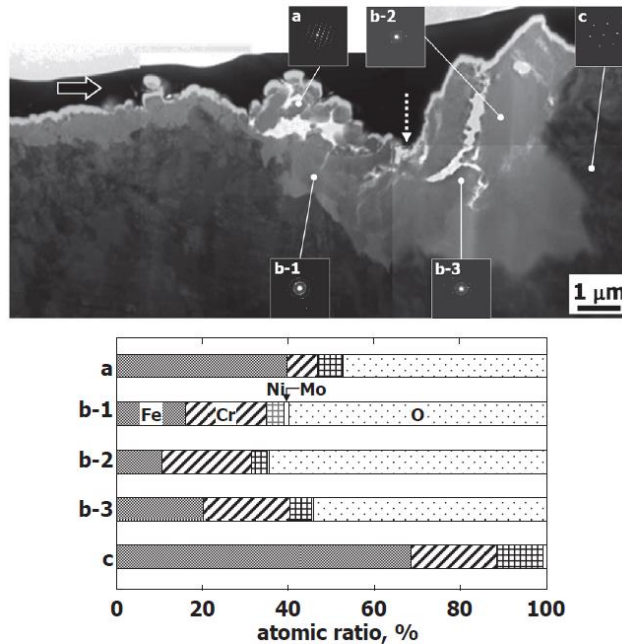 a
b-2
c
b-1
b-3
1 μm
a
Ni Mo
b-1 Fe Cr O
b-2
b-3
c
0 20 40 60 80 100
atomic ratio, %